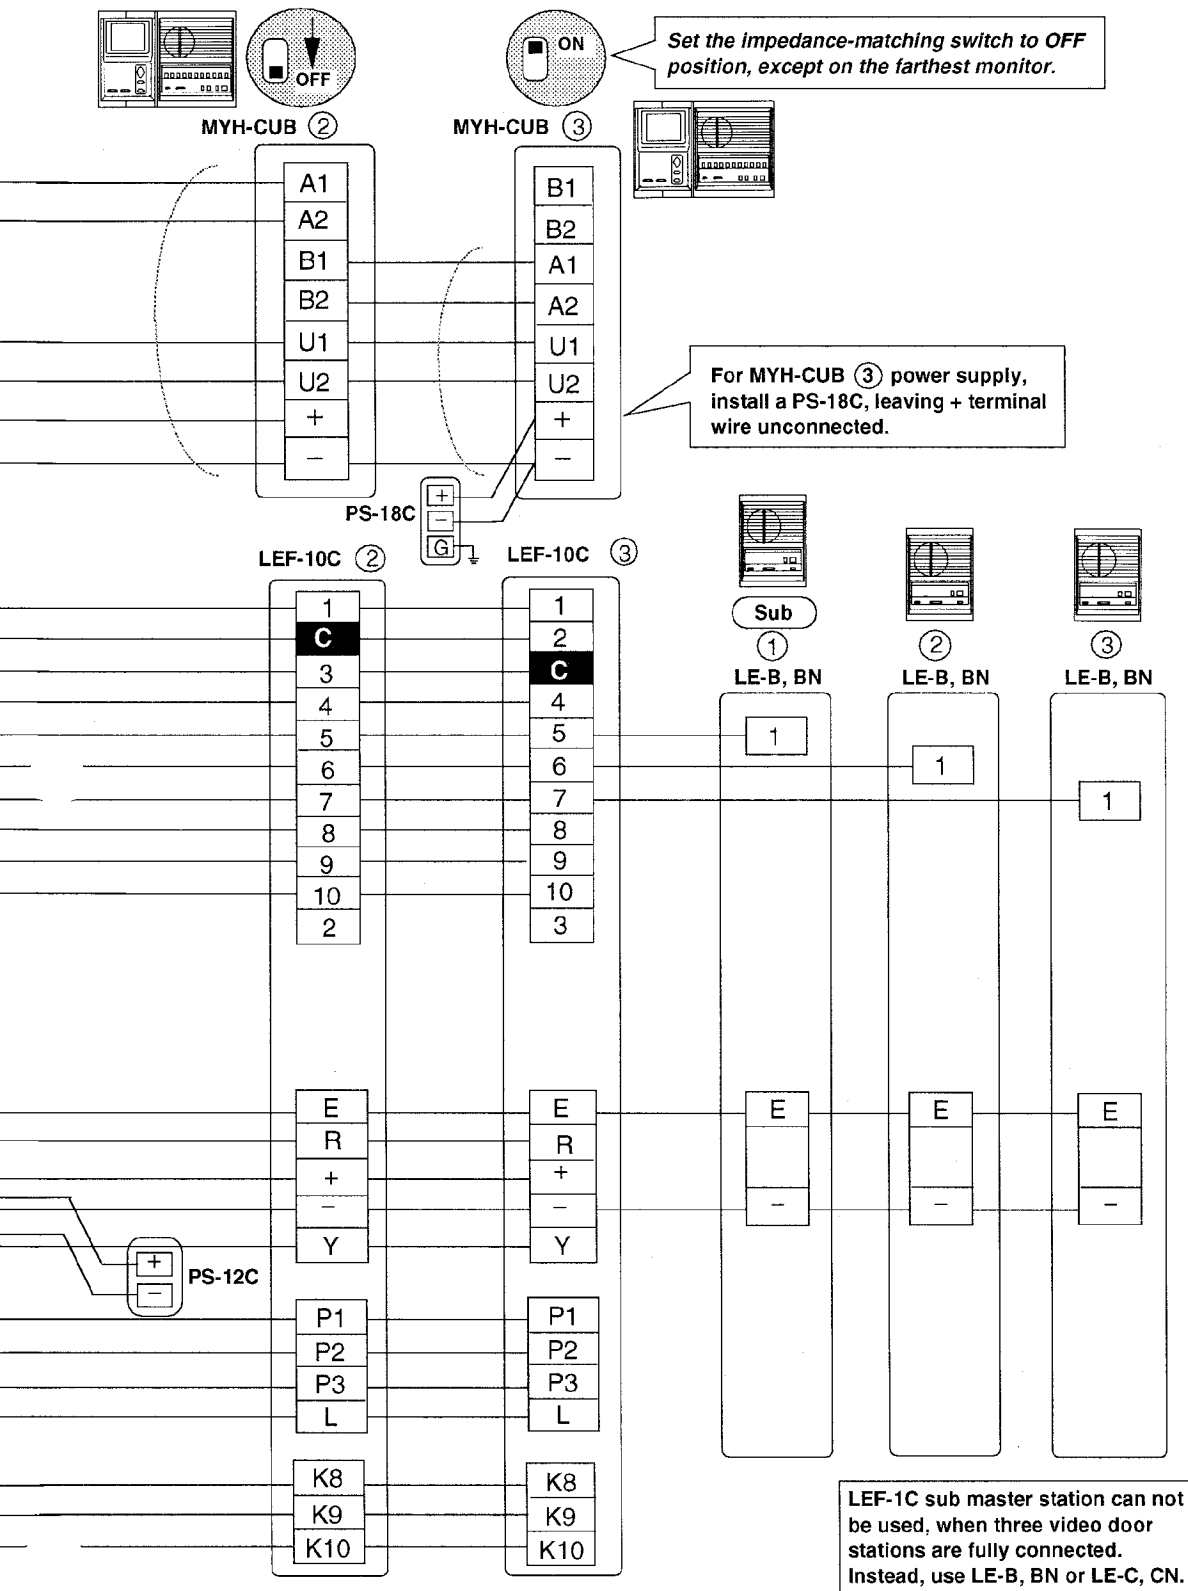 ON
OFF
Set the impedance-matching switch to OFF
position, except on the farthest monitor.
MYH-CUB ②
MYH-CUB ③
A1
A2
B1
B2
U1
U2
+
−
B1
B2
A1
A2
U1
U2
+
−
For MYH-CUB ③ power supply,
install a PS-18C, leaving + terminal
wire unconnected.
PS-18C
+
−
G
LEF-10C ②
LEF-10C ③
1
C
3
4
5
6
7
8
9
10
2
E
R
+
−
Y
P1
P2
P3
L
K8
K9
K10
1
2
C
4
5
6
7
8
9
10
3
E
R
+
−
Y
P1
P2
P3
L
K8
K9
K10
PS-12C
+
−
Sub
①
LE-B, BN
1
E
−
②
LE-B, BN
1
E
−
③
LE-B, BN
1
E
−
LEF-1C sub master station can not
be used, when three video door
stations are fully connected.
Instead, use LE-B, BN or LE-C, CN.